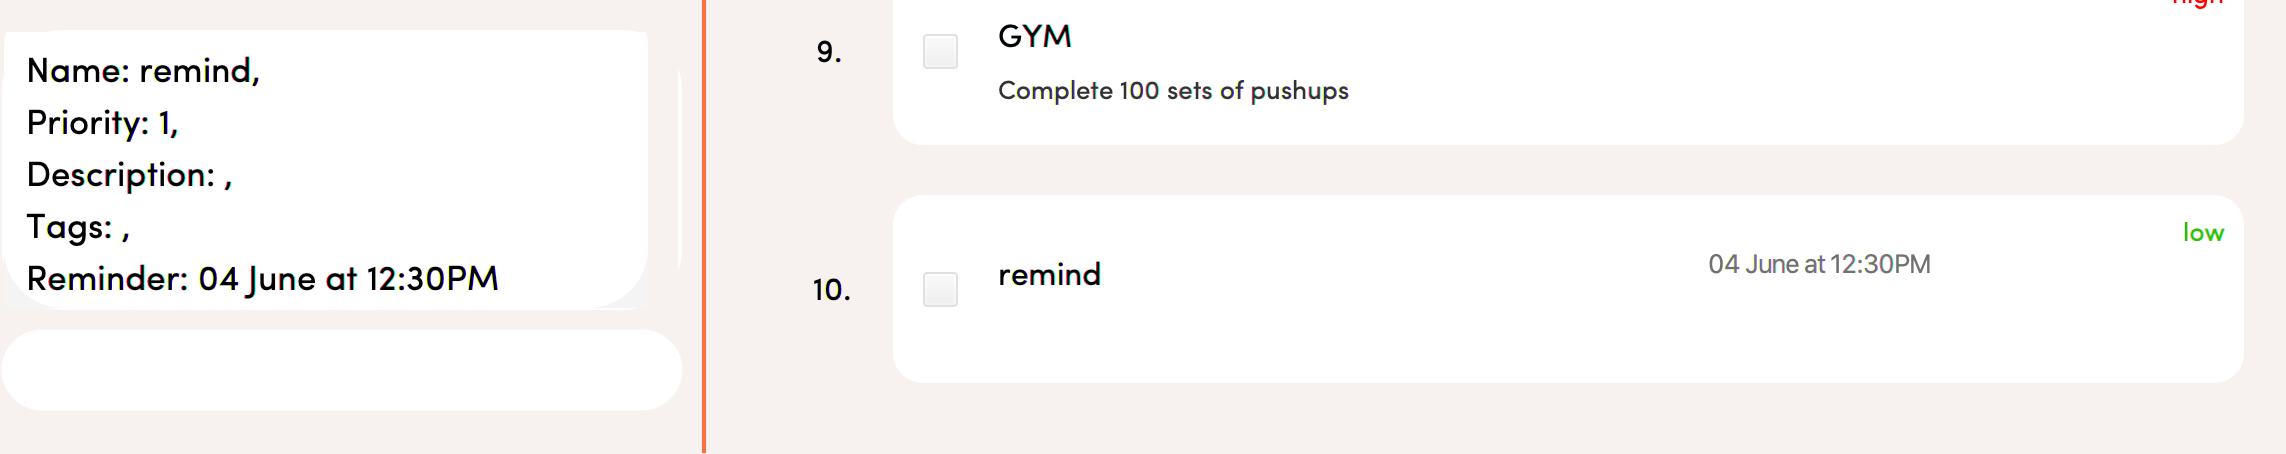 Name: remind,
Priority: 1,
Description: ,
Tags: ,
Reminder: 04 June at 12:30PM
high
9.
GYM
Complete 100 sets of pushups
10.
remind
04 June at 12:30PM
low